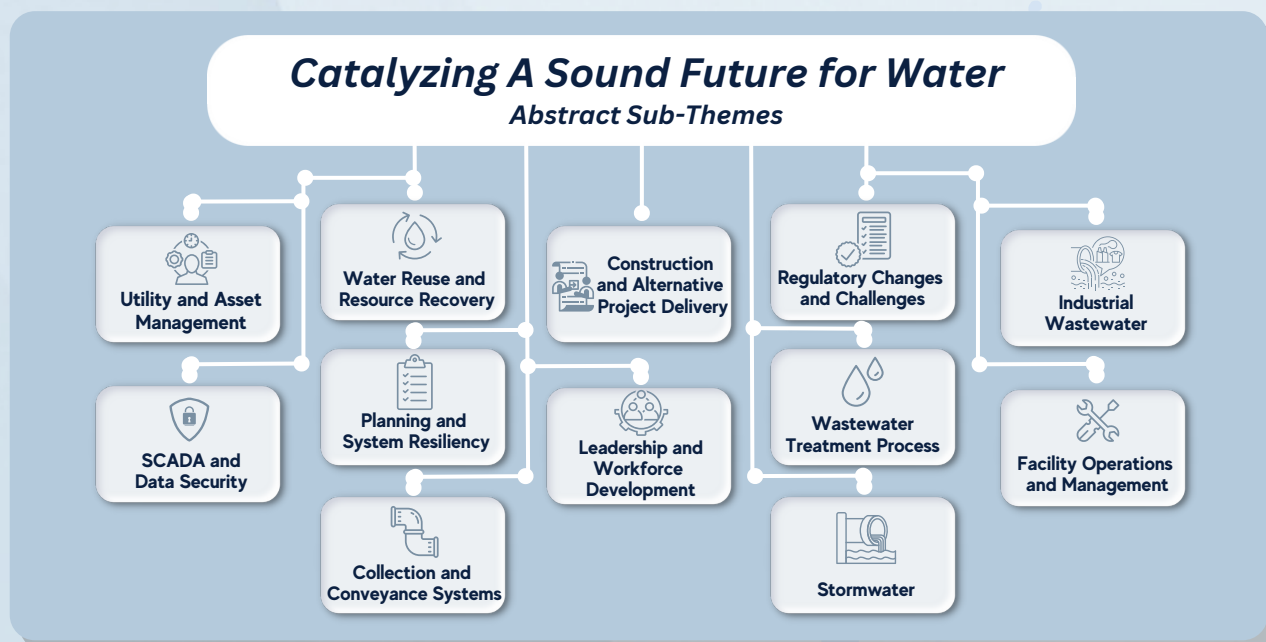 Catalyzing A Sound Future for Water
Abstract Sub-Themes
Utility and Asset
Management
SCADA and
Data Security
Water Reuse and
Resource Recovery
Planning and
System Resiliency
Collection and
Conveyance Systems
Construction
and Alternative
Project Delivery
Leadership and
Workforce
Development
Regulatory Changes
and Challenges
Wastewater
Treatment Process
Stormwater
Industrial
Wastewater
Facility Operations
and Management